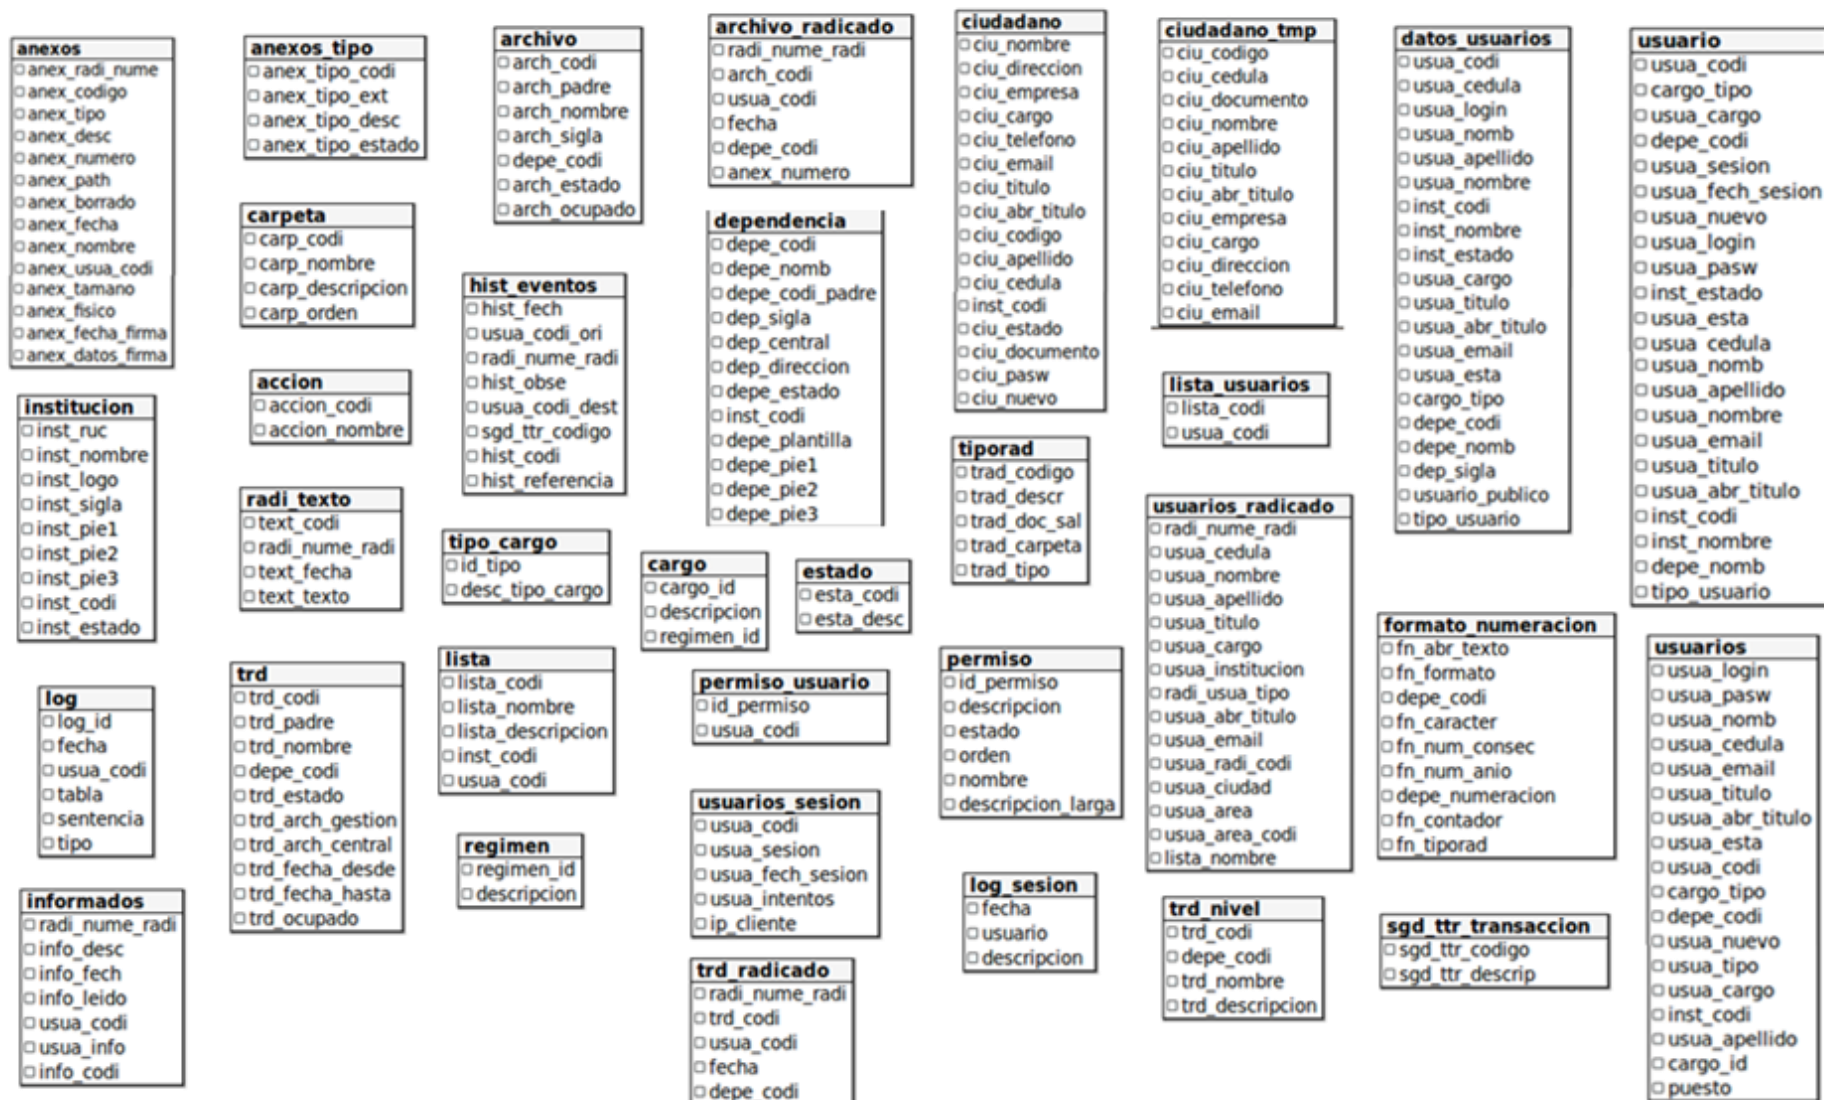 anexos
anex_radi_nume
anex_codigo
anex_tipo
anex_desc
anex_numero
anex_path
anex_borrado
anex_fecha
anex_nombre
anex_usua_codi
anex_tamano
anex_fisico
anex_fecha_firma
anex_datos_firma
institucion
inst_ruc
inst_nombre
inst_logo
inst_sigla
inst_pie1
inst_pie2
inst_pie3
inst_codi
inst_estado
log
log_id
fecha
usua_codi
tabla
sentencia
tipo
informados
radi_nume_radi
info_desc
info_fech
info_leido
usua_codi
usua_info
info_codi
anexos_tipo
anex_tipo_codi
anex_tipo_ext
anex_tipo_desc
anex_tipo_estado
carpeta
carp_codi
carp_nombre
carp_descripcion
carp_orden
accion
accion_codi
accion_nombre
radi_texto
text_codi
radi_nume_radi
text_fecha
text_texto
trd
trd_codi
trd_padre
trd_nombre
depe_codi
trd_estado
trd_arch_gestion
trd_arch_central
trd_fecha_desde
trd_fecha_hasta
trd_ocupado
archivo
arch_codi
arch_padre
arch_nombre
arch_sigla
depe_codi
arch_estado
arch_ocupado
hist_eventos
hist_fech
usua_codi_ori
radi_nume_radi
hist_obse
usua_codi_dest
sgd_ttr_codigo
hist_codi
hist_referencia
tipo_cargo
id_tipo
desc_tipo_cargo
lista
lista_codi
lista_nombre
lista_descripcion
inst_codi
usua_codi
regimen
regimen_id
descripcion
archivo_radicado
radi_nume_radi
arch_codi
usua_codi
fecha
depe_codi
anex_numero
dependencia
depe_codi
depe_nomb
depe_codi_padre
dep_sigla
dep_central
dep_direccion
depe_estado
inst_codi
depe_plantilla
depe_pie1
depe_pie2
depe_pie3
cargo
cargo_id
descripcion
regimen_id
estado
esta_codi
esta_desc
permiso_usuario
id_permiso
usua_codi
usuarios_sesion
usua_codi
usua_sesion
usua_fech_sesion
usua_intentos
ip_cliente
trd_radicado
radi_nume_radi
trd_codi
usua_codi
fecha
depe_codi
ciudadano
ciu_nombre
ciu_direccion
ciu_empresa
ciu_cargo
ciu_telefono
ciu_email
ciu_titulo
ciu_abr_titulo
ciu_codigo
ciu_apellido
ciu_cedula
inst_codi
ciu_estado
ciu_documento
ciu_pasw
ciu_nuevo
tiporad
trad_codigo
trad_descr
trad_doc_sal
trad_carpeta
trad_tipo
permiso
id_permiso
descripcion
estado
orden
nombre
descripcion_larga
log_sesion
fecha
usuario
descripcion
ciudadano_tmp
ciu_codigo
ciu_cedula
ciu_documento
ciu_nombre
ciu_apellido
ciu_titulo
ciu_abr_titulo
ciu_empresa
ciu_cargo
ciu_direccion
ciu_telefono
ciu_email
lista_usuarios
lista_codi
usua_codi
usuarios_radicado
radi_nume_radi
usua_cedula
usua_nombre
usua_apellido
usua_titulo
usua_cargo
usua_institucion
radi_usua_tipo
usua_abr_titulo
usua_email
usua_radi_codi
usua_ciudad
usua_area
usua_area_codi
lista_nombre
trd_nivel
trd_codi
depe_codi
trd_nombre
trd_descripcion
datos_usuarios
usua_codi
usua_cedula
usua_login
usua_nomb
usua_apellido
usua_nombre
inst_codi
inst_nombre
inst_estado
usua_cargo
usua_titulo
usua_abr_titulo
usua_email
usua_esta
cargo_tipo
depe_codi
depe_nomb
dep_sigla
usuario_publico
tipo_usuario
formato_numeracion
fn_abr_texto
fn_formato
depe_codi
fn_caracter
fn_num_consec
fn_num_anio
depe_numeracion
fn_contador
fn_tiporad
sgd_ttr_transaccion
sgd_ttr_codigo
sgd_ttr_descrip
usuario
usua_codi
cargo_tipo
usua_cargo
depe_codi
usua_sesion
usua_fech_sesion
usua_nuevo
usua_login
usua_pasw
inst_estado
usua_esta
usua_cedula
usua_nomb
usua_apellido
usua_nombre
usua_email
usua_titulo
usua_abr_titulo
inst_codi
inst_nombre
depe_nomb
tipo_usuario
usuarios
usua_login
usua_pasw
usua_nomb
usua_cedula
usua_email
usua_titulo
usua_abr_titulo
usua_esta
usua_codi
cargo_tipo
depe_codi
usua_nuevo
usua_tipo
usua_cargo
inst_codi
usua_apellido
cargo_id
puesto